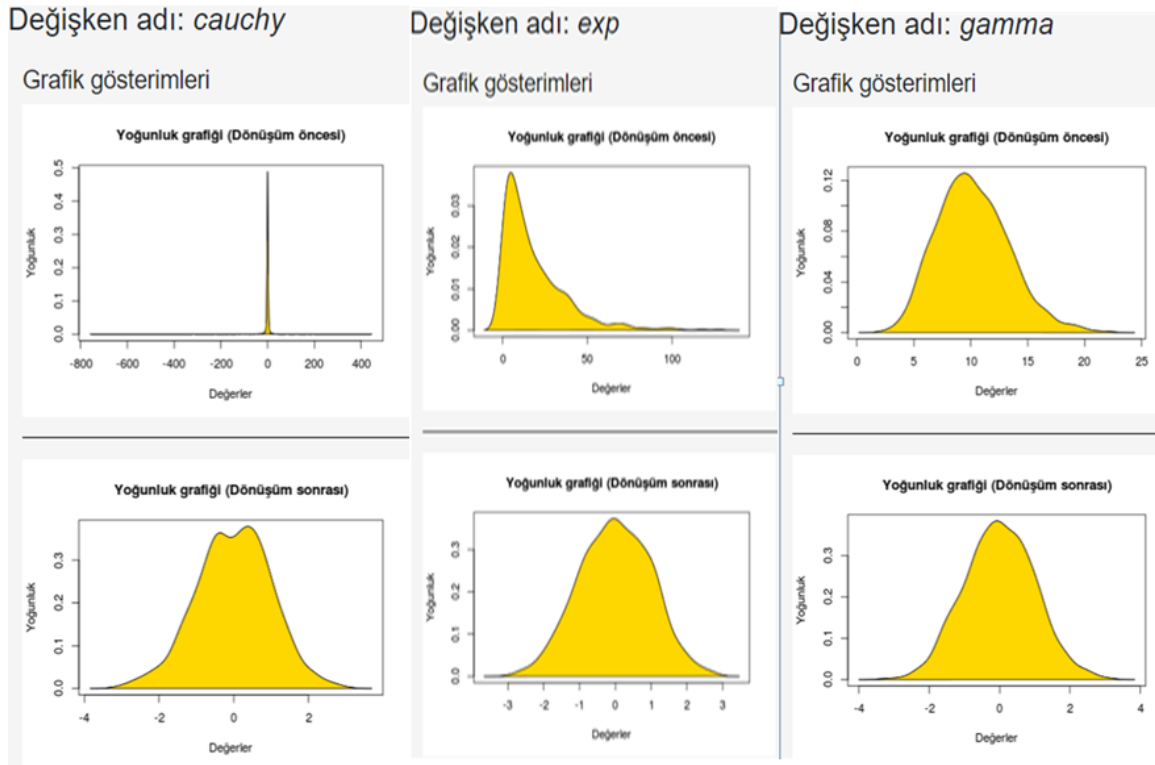 Değişken adı: cauchy
Grafik gösterimleri
Yoğunluk grafiği (Dönüşüm öncesi)
Yoğunluk
0.0 0.1 0.2 0.3 0.4 0.5
-800 -600 -400 -200 0 200 400
Değerler
Yoğunluk grafiği (Dönüşüm sonrası)
Yoğunluk
0.0 0.1 0.2 0.3
-4 -2 0 2
Değerler
Değişken adı: exp
Grafik gösterimleri
Yoğunluk grafiği (Dönüşüm öncesi)
Yoğunluk
0.00 0.01 0.02 0.03
0 50 100
Değerler
Yoğunluk grafiği (Dönüşüm sonrası)
Yoğunluk
0.0 0.1 0.2 0.3
-3 -2 -1 0 1 2 3
Değerler
Değişken adı: gamma
Grafik gösterimleri
Yoğunluk grafiği (Dönüşüm öncesi)
Yoğunluk
0.00 0.04 0.08 0.12
0 5 10 15 20 25
Değerler
Yoğunluk grafiği (Dönüşüm sonrası)
Yoğunluk
0.0 0.1 0.2 0.3
-4 -2 0 2 4
Değerler